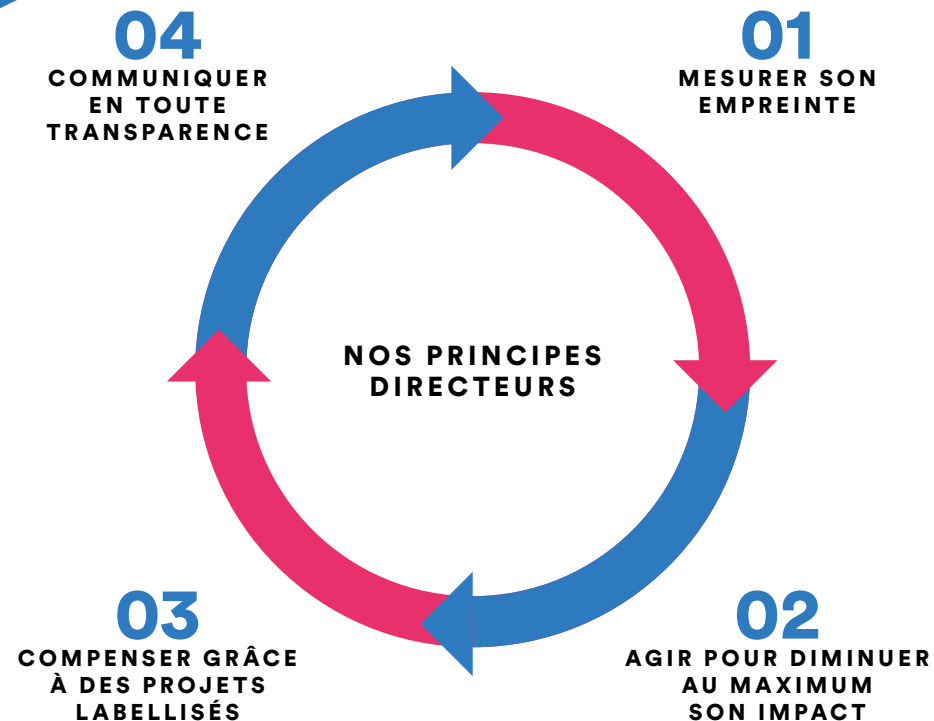 04
COMMUNIQUER
EN TOUTE
TRANSPARENCE
01
MESURER SON
EMPREINTE
NOS PRINCIPES
DIRECTEURS
03
COMPENSER GRÂCE
À DES PROJETS
LABELLISÉS
02
AGIR POUR DIMINUER
AU MAXIMUM
SON IMPACT